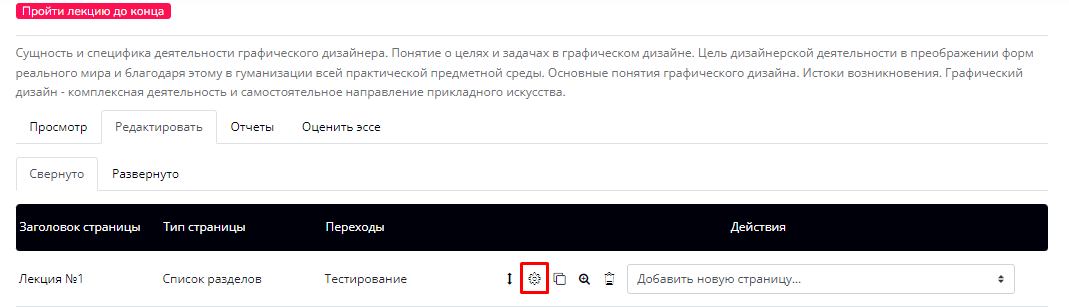 Пройти лекцию до конца
Сущность и специфика деятельности графического дизайнера. Понятие о целях и задачах в графическом дизайне. Цель дизайнерской деятельности в преображении форм
реального мира и благодаря этому в гуманизации всей практической предметной среды. Основные понятия графического дизайна. Истоки возникновения. Графический
дизайн - комплексная деятельность и самостоятельное направление прикладного искусства.
Просмотр Редактировать Отчеты Оценить эссе
Свернуто Развернуто
Заголовок страницы Тип страницы Переходы Действия
Лекция №1 Список разделов Тестирование Добавить новую страницу...